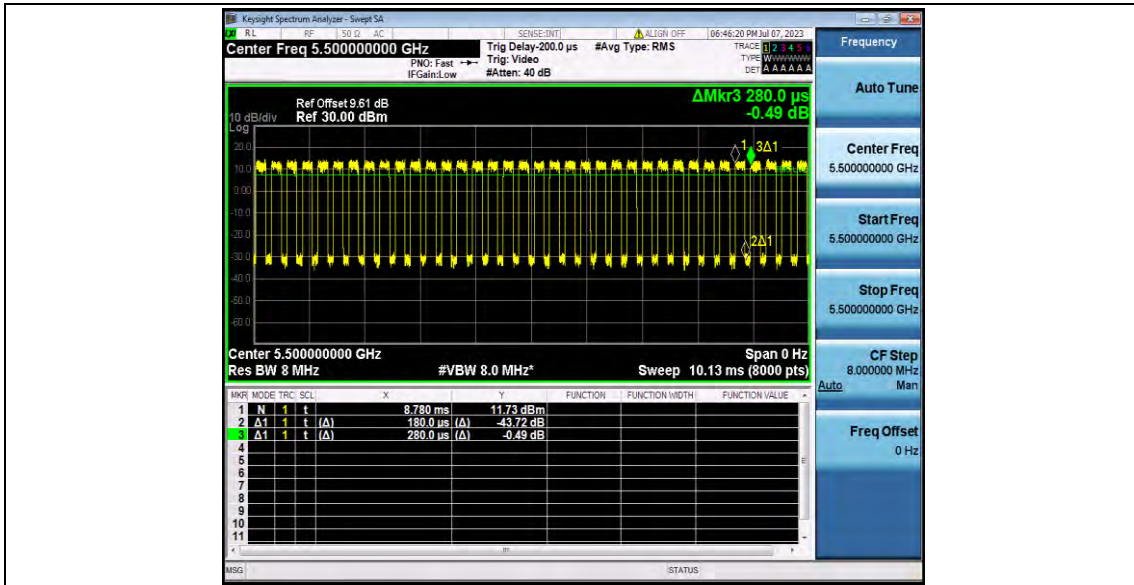 Keysight Spectrum Analyzer - Swept SA
RL RF 50 Ω AC SENSE:INT ALIGN OFF 06:46:20 PM Jul 07, 2023
Center Freq 5.500000000 GHz Trig Delay-200.0 µs #Avg Type: RMS TRACE 1 2 3 4 5 6
PNO: Fast Trig: Video TYPE WWWWWW
IFGain:Low #Atten: 40 dB DET A A A A A A
Frequency
Auto Tune
ΔMkr3 280.0 µs
-0.49 dB
Ref Offset 9.61 dB
10 dB/div Ref 30.00 dBm
Log
20.0
10.0
0.00
-10.0
-20.0
-30.0
-40.0
-50.0
-60.0
1 3Δ1
2Δ1
Center 5.500000000 GHz Span 0 Hz
Res BW 8 MHz #VBW 8.0 MHz* Sweep 10.13 ms (8000 pts)
Center Freq
5.500000000 GHz
Start Freq
5.500000000 GHz
Stop Freq
5.500000000 GHz
CF Step
8.000000 MHz
Auto Man
Freq Offset
0 Hz
MKR MODE TRC SCL X Y FUNCTION FUNCTION WIDTH FUNCTION VALUE
1 N 1 t 8.780 ms 11.73 dBm
2 Δ1 1 t (Δ) 180.0 µs (Δ) -43.72 dB
3 Δ1 1 t (Δ) 280.0 µs (Δ) -0.49 dB
4
5
6
7
8
9
10
11
MSG STATUS